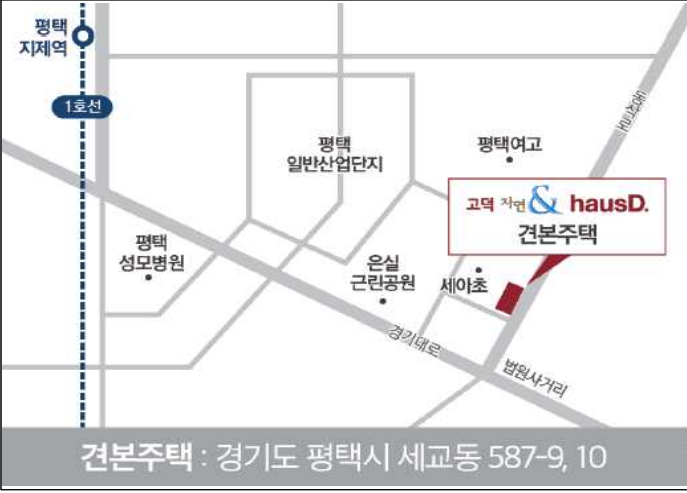 평택
지제역
1호선
평택
일반산업단지
평택여고
고덕 자연 & hausD.
견본주택
평택
성모병원
은실
근린공원
세아초
경기대로
법원사거리
견본주택 : 경기도 평택시 세교동 587-9, 10